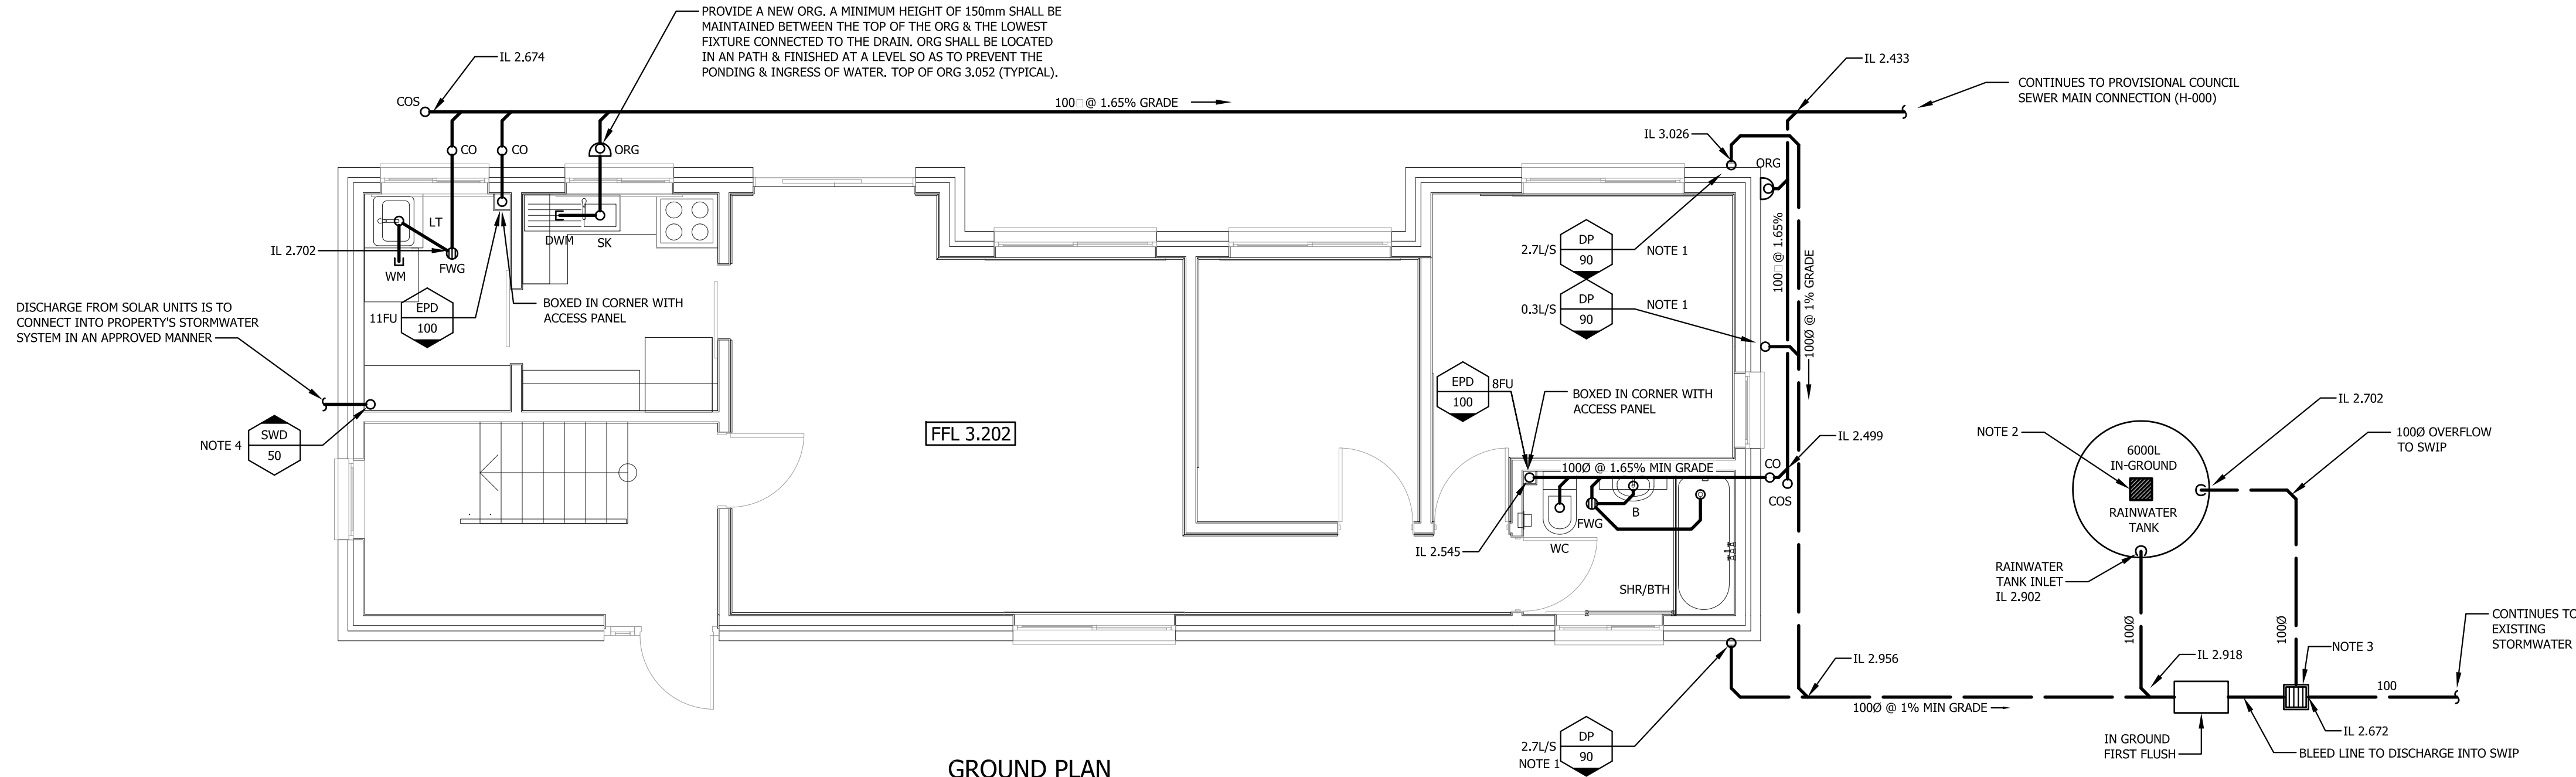 PROVIDE A NEW ORG. A MINIMUM HEIGHT OF 150mm SHALL BE
MAINTAINED BETWEEN THE TOP OF THE ORG & THE LOWEST
FIXTURE CONNECTED TO THE DRAIN. ORG SHALL BE LOCATED
IN AN PATH & FINISHED AT A LEVEL SO AS TO PREVENT THE
PONDING & INGRESS OF WATER. TOP OF ORG 3.052 (TYPICAL).
IL 2.674
IL 2.433
CONTINUES TO PROVISIONAL COUNCIL
SEWER MAIN CONNECTION (H-000)
COS
100□ @ 1.65% GRADE
IL 3.026
CO
CO
ORG
ORG
LT
IL 2.702
FWG
WM
DWM
SK
DP
90
2.7L/S
NOTE 1
DP
90
0.3L/S
NOTE 1
100□ @ 1.65%
100Ø @ 1% GRADE
DISCHARGE FROM SOLAR UNITS IS TO
CONNECT INTO PROPERTY'S STORMWATER
SYSTEM IN AN APPROVED MANNER
11FU
EPD
100
BOXED IN CORNER WITH
ACCESS PANEL
EPD
100
8FU
BOXED IN CORNER WITH
ACCESS PANEL
FFL 3.202
NOTE 4
SWD
50
100Ø @ 1.65% MIN GRADE
CO
COS
IL 2.499
IL 2.545
WC
FWG
B
SHR/BTH
NOTE 2
6000L
IN-GROUND
RAINWATER
TANK
IL 2.702
100Ø OVERFLOW
TO SWIP
RAINWATER
TANK INLET
IL 2.902
100Ø
100Ø
CONTINUES TO
EXISTING
STORMWATER
IL 2.956
IL 2.918
NOTE 3
100
100Ø @ 1% MIN GRADE
IL 2.672
IN GROUND
FIRST FLUSH
BLEED LINE TO DISCHARGE INTO SWIP
2.7L/S
NOTE 1
DP
90
GROUND PLAN